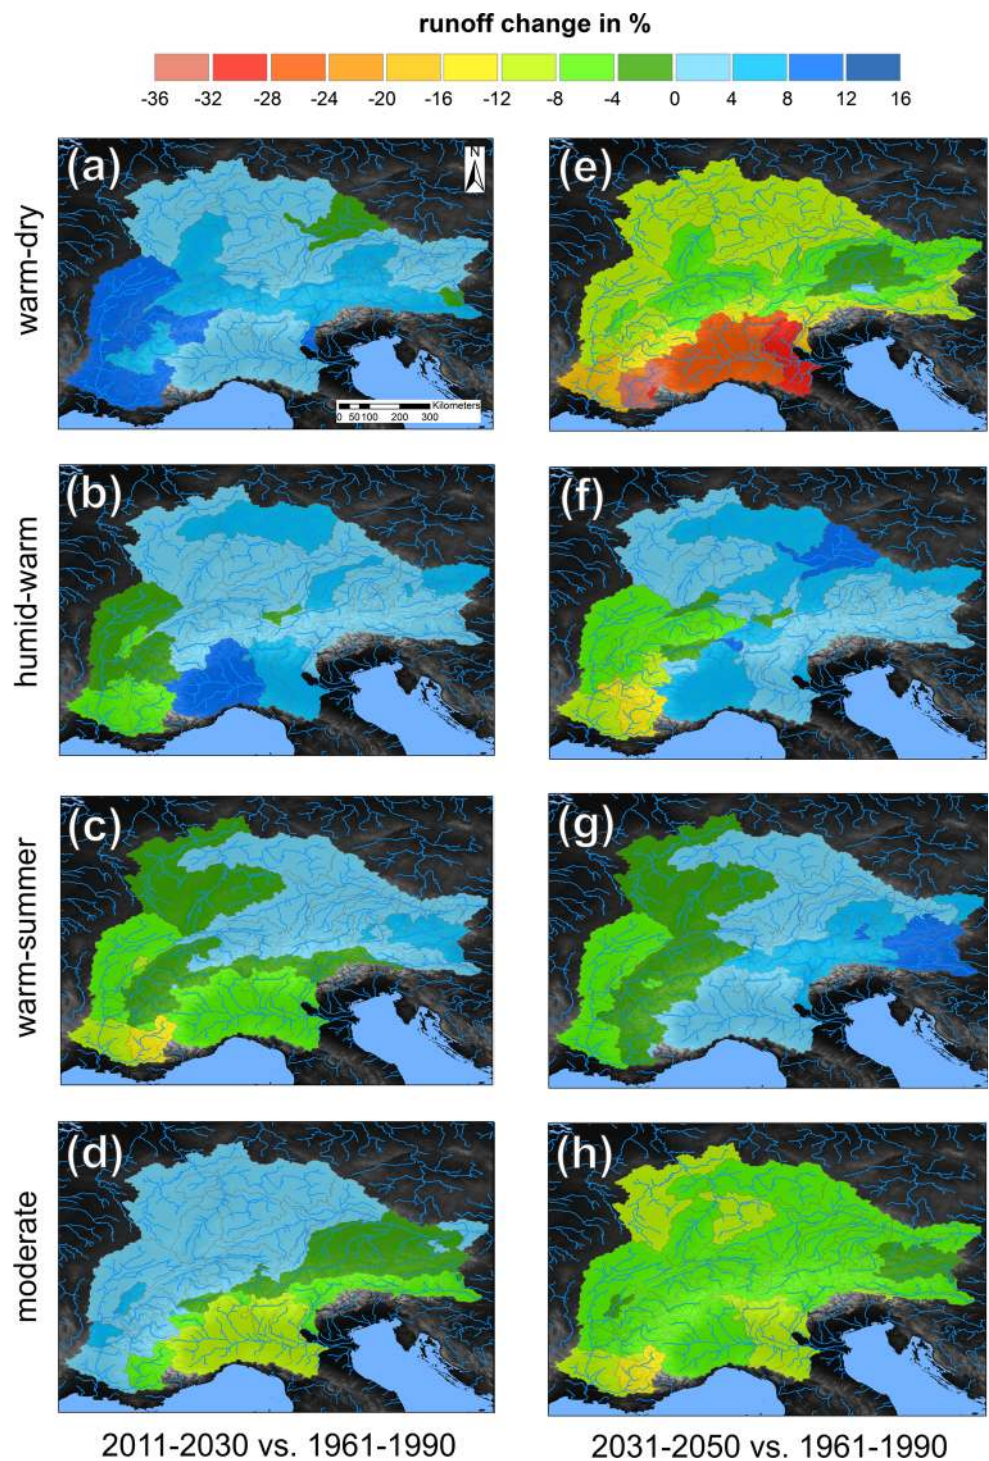 runoff change in %
-36 -32 -28 -24 -20 -16 -12 -8 -4 0 4 8 12 16
warm-dry
(a)
N
Kilometers
0 50 100 200 300
(e)
humid-warm
(b)
(f)
warm-summer
(c)
(g)
moderate
(d)
(h)
2011-2030 vs. 1961-1990
2031-2050 vs. 1961-1990